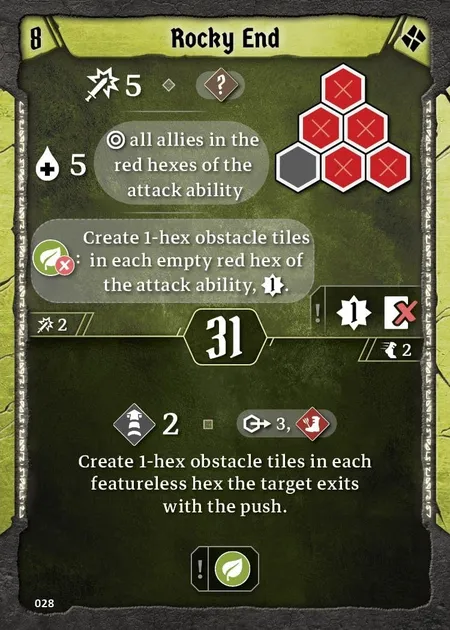 8 Rocky End
5 ?
all allies in the
5 red hexes of the
attack ability
Create 1-hex obstacle tiles
: in each empty red hex of
the attack ability, 1.
! 1
2
31
2
2 3,
Create 1-hex obstacle tiles in each
featureless hex the target exits
with the push.
!
028